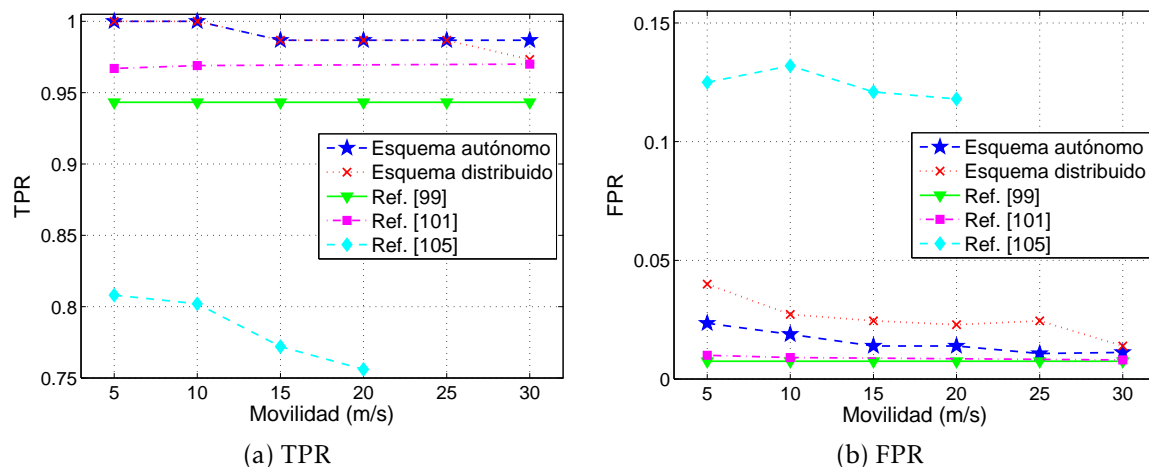 1
0.95
0.9
0.85
0.8
0.75
TPR
Esquema autónomo
Esquema distribuido
Ref. [99]
Ref. [101]
Ref. [105]
5 10 15 20 25 30
Movilidad (m/s)
(a) TPR
0.15
0.1
0.05
0
FPR
Esquema autónomo
Esquema distribuido
Ref. [99]
Ref. [101]
Ref. [105]
5 10 15 20 25 30
Movilidad (m/s)
(b) FPR